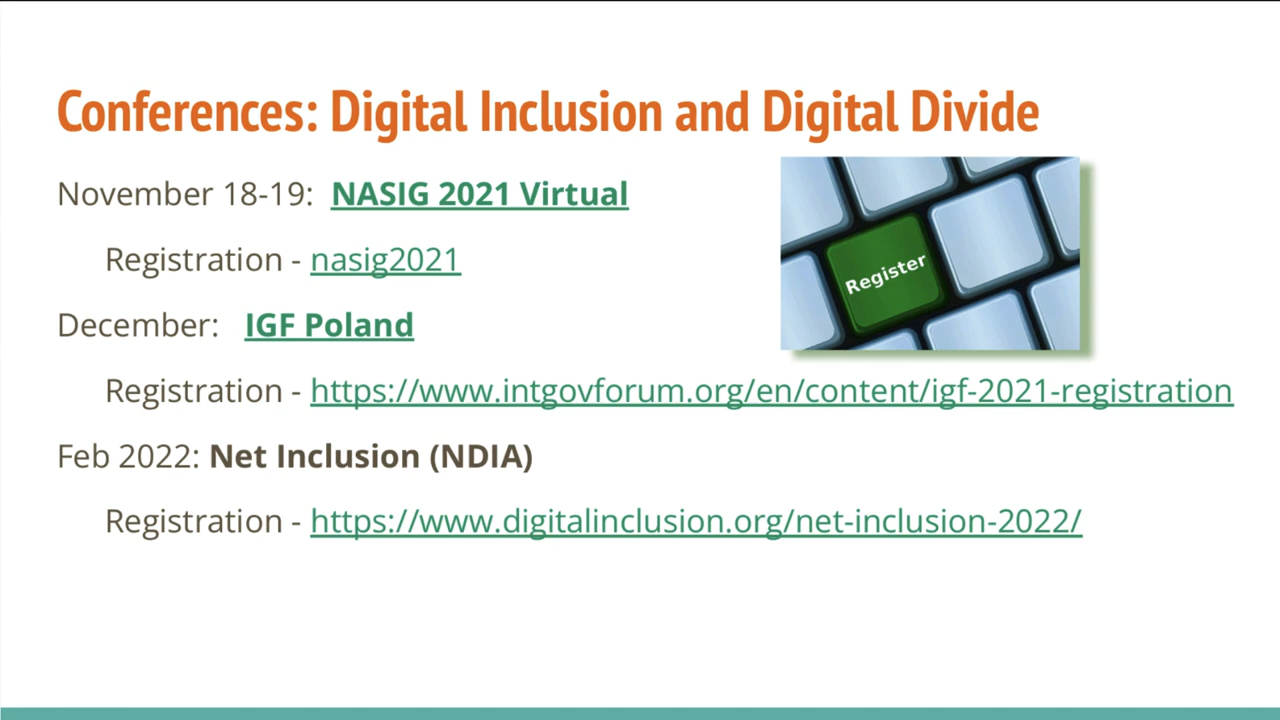 Conferences: Digital Inclusion and Digital Divide
November 18-19: NASIG 2021 Virtual
Registration - nasig2021
Register
December: IGF Poland
Registration - https://www.intgovforum.org/en/content/igf-2021-registration
Feb 2022: Net Inclusion (NDIA)
Registration - https://www.digitalinclusion.org/net-inclusion-2022/